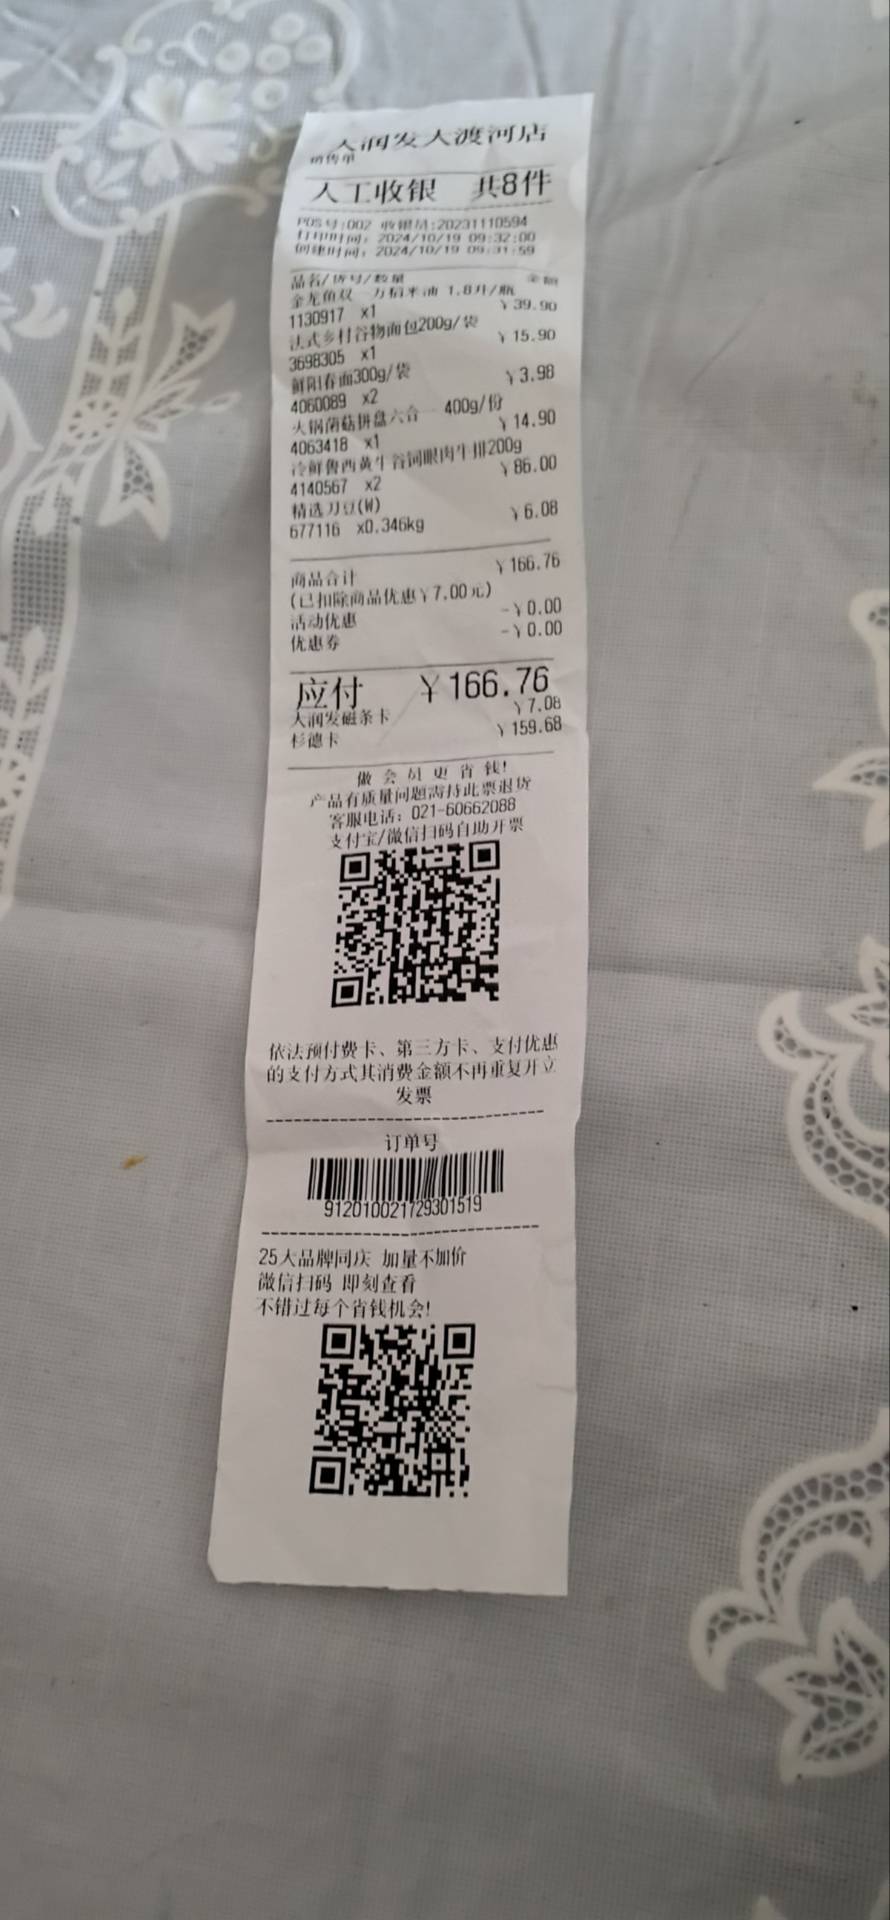 大润发大渡河店
销售单
人工收银 共8件
POS号:002 收银员:20231110594
打印时间: 2024/10/19 09:32:00
创建时间: 2024/10/19 09:31:59
品名/货号/数量 金额
金龙鱼双一万稻米油 1.8升/瓶
1130917 x1 ￥39.90
法式乡村谷物面包200g/袋
3698305 x1 ￥15.90
鲜阳春面300g/袋
4060089 x2 ￥3.98
火锅菌菇拼盘六合一 400g/份
4063418 x1 ￥14.90
冷鲜鲁西黄牛谷饲眼肉牛排200g
4140567 x2 ￥86.00
精选刀豆(W)
677116 x0.346kg ￥6.08
商品合计 ￥166.76
(已扣除商品优惠￥7.00元)
活动优惠 -￥0.00
优惠券 -￥0.00
应付 ￥166.76
大润发磁条卡 ￥7.08
杉德卡 ￥159.68
做会员更省钱!
产品有质量问题需持此票退货
客服电话: 021-60662088
支付宝/微信扫码自助开票
依法预付费卡、第三方卡、支付优惠
的支付方式其消费金额不再重复开立
发票
订单号
912010021729301519
25大品牌同庆 加量不加价
微信扫码 即刻查看
不错过每个省钱机会!